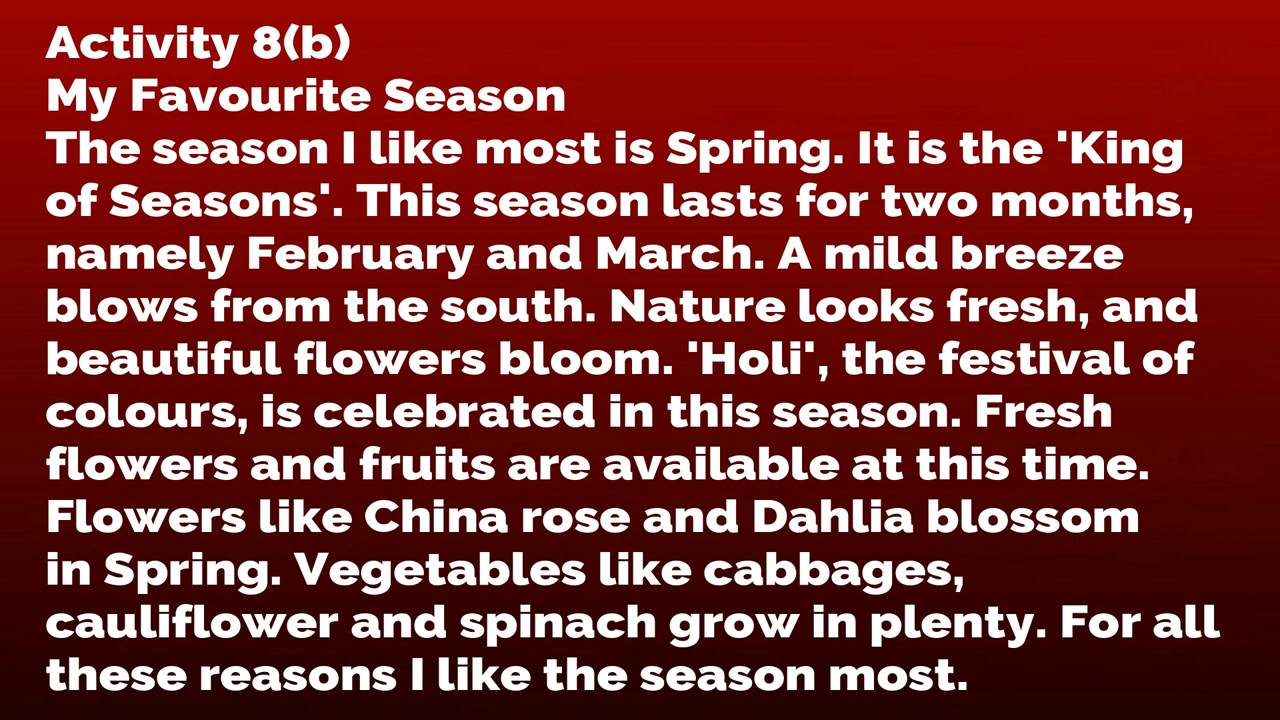 Activity 8(b)
My Favourite Season
The season I like most is Spring. It is the 'King
of Seasons'. This season lasts for two months,
namely February and March. A mild breeze
blows from the south. Nature looks fresh, and
beautiful flowers bloom. 'Holi', the festival of
colours, is celebrated in this season. Fresh
flowers and fruits are available at this time.
Flowers like China rose and Dahlia blossom
in Spring. Vegetables like cabbages,
cauliflower and spinach grow in plenty. For all
these reasons I like the season most.